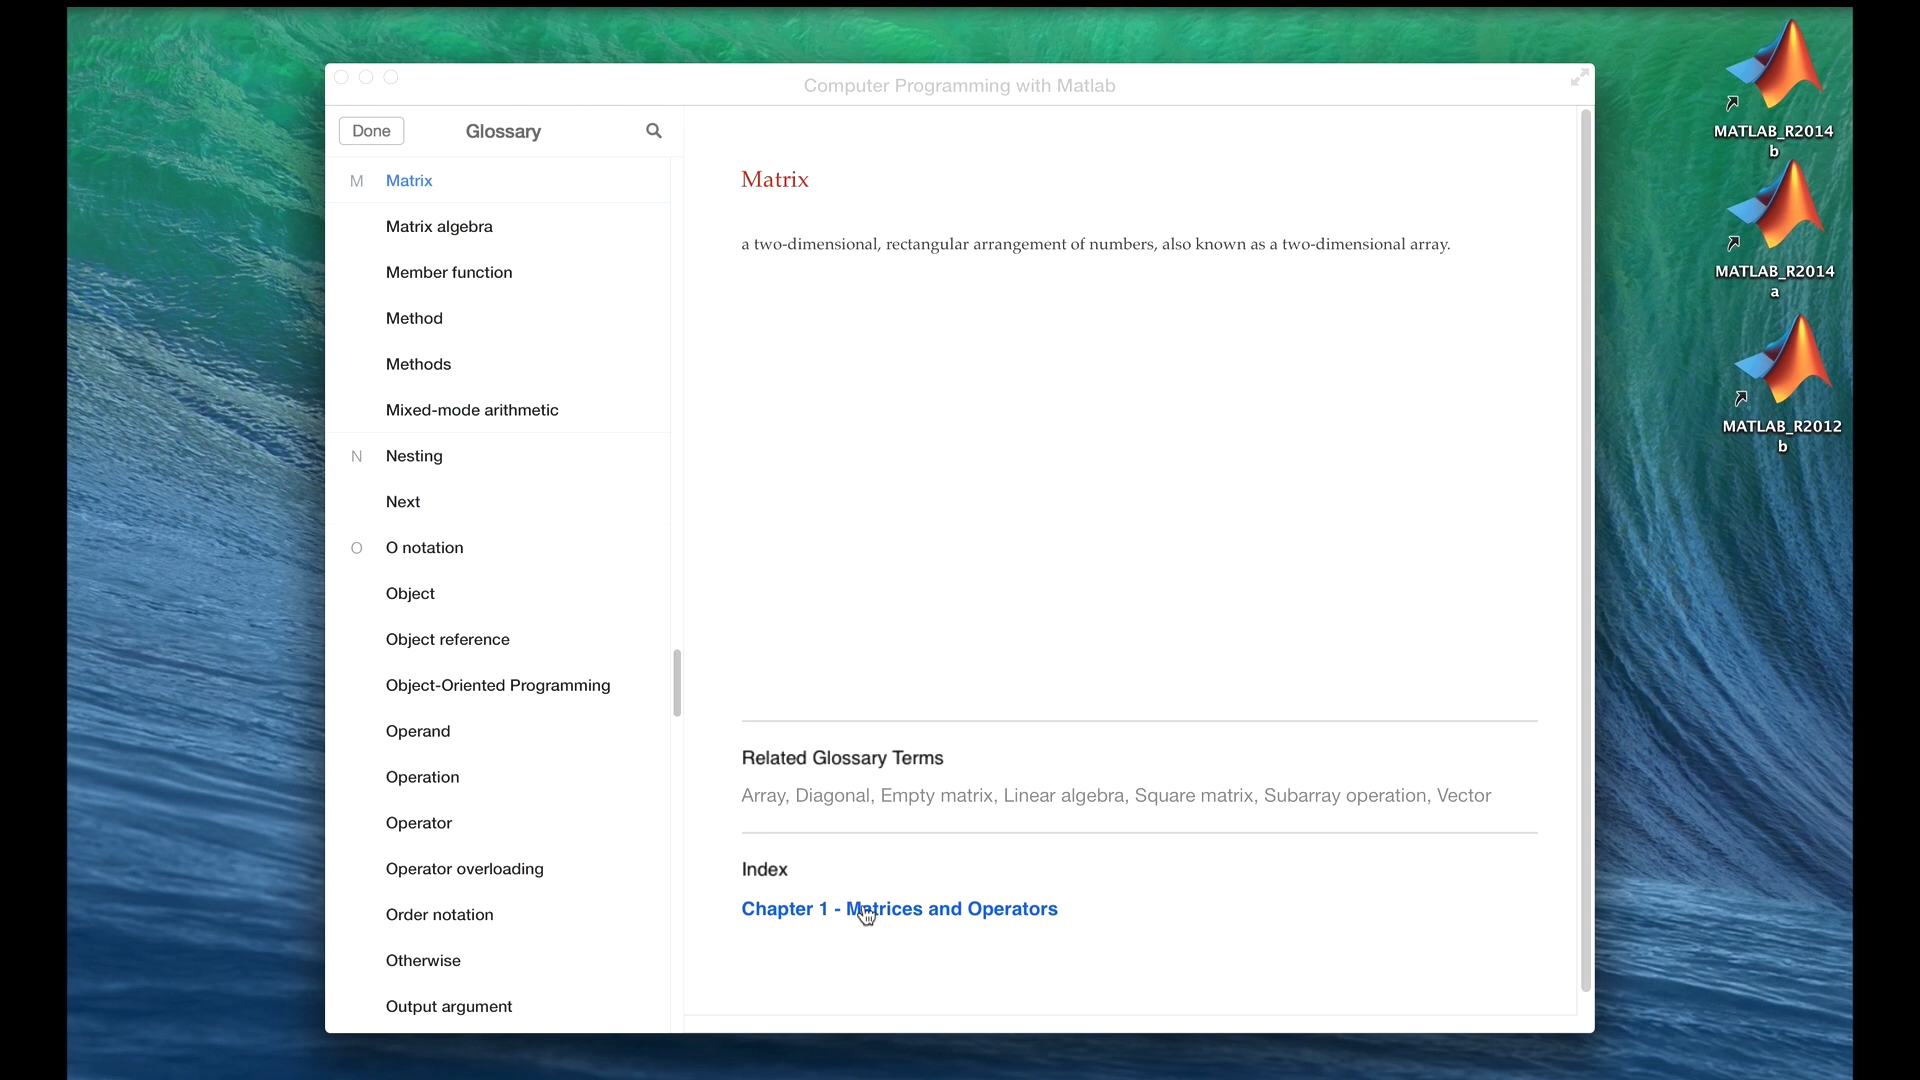 Computer Programming with Matlab
Done
Glossary
M Matrix
Matrix algebra
Member function
Method
Methods
Mixed-mode arithmetic
N Nesting
Next
O O notation
Object
Object reference
Object-Oriented Programming
Operand
Operation
Operator
Operator overloading
Order notation
Otherwise
Output argument
Matrix
a two-dimensional, rectangular arrangement of numbers, also known as a two-dimensional array.
Related Glossary Terms
Array, Diagonal, Empty matrix, Linear algebra, Square matrix, Subarray operation, Vector
Index
Chapter 1 - Matrices and Operators
MATLAB_R2014
b
MATLAB_R2014
a
MATLAB_R2012
b